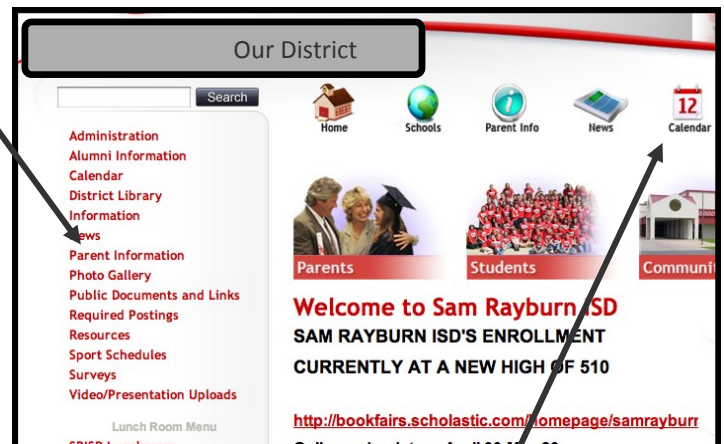 Our District
Search
Home
Schools
Parent Info
News
12
Calendar
Administration
Alumni Information
Calendar
District Library
Information
News
Parent Information
Photo Gallery
Public Documents and Links
Required Postings
Resources
Sport Schedules
Surveys
Video/Presentation Uploads
Lunch Room Menu
Parents
Students
Communi
Welcome to Sam Rayburn ISD
SAM RAYBURN ISD'S ENROLLMENT
CURRENTLY AT A NEW HIGH OF 510
http://bookfairs.scholastic.com/homepage/samrayburn